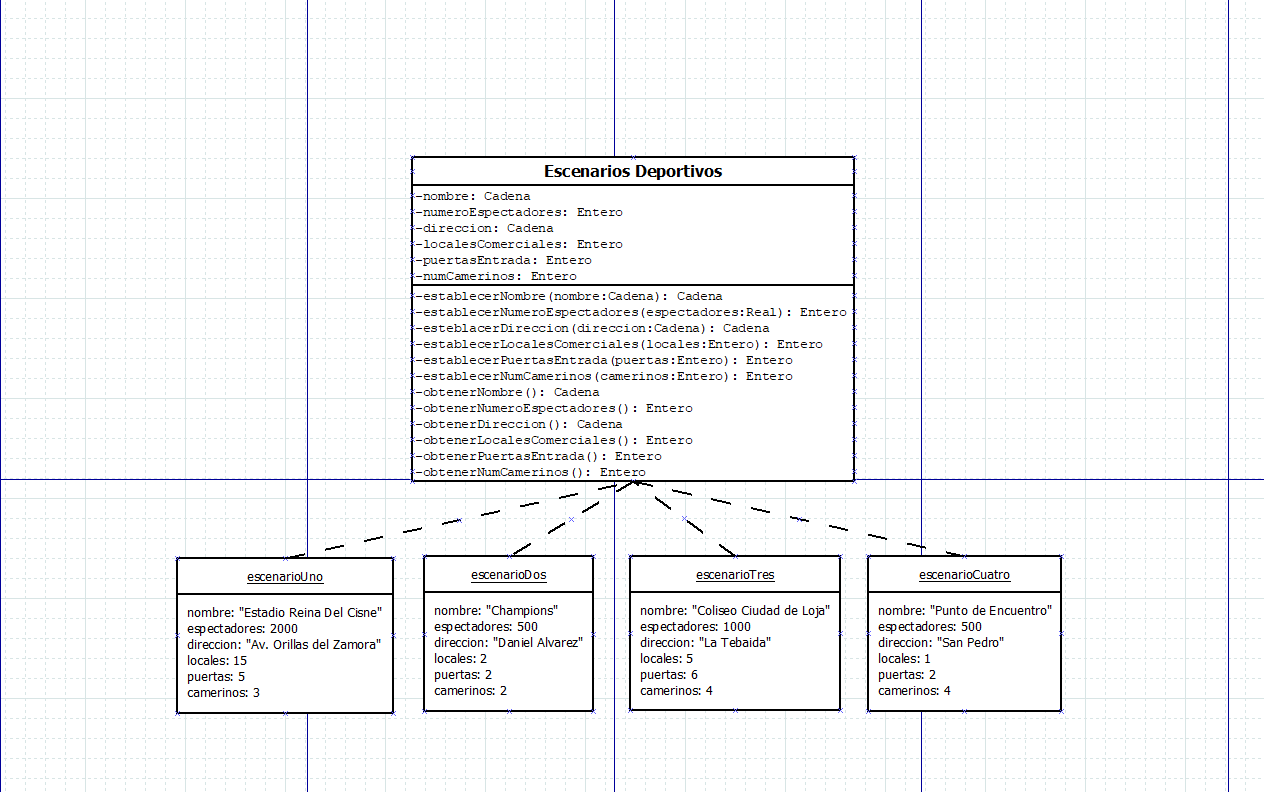 Escenarios Deportivos
-nombre: Cadena
-numeroEspectadores: Entero
-direccion: Cadena
-localesComerciales: Entero
-puertasEntrada: Entero
-numCamerinos: Entero
-establecerNombre(nombre:Cadena): Cadena
-establecerNumeroEspectadores(espectadores:Real): Entero
-esteblacerDireccion(direccion:Cadena): Cadena
-establecerLocalesComerciales(locales:Entero): Entero
-establecerPuertasEntrada(puertas:Entero): Entero
-establecerNumCamerinos(camerinos:Entero): Entero
-obtenerNombre(): Cadena
-obtenerNumeroEspectadores(): Entero
-obtenerDireccion(): Cadena
-obtenerLocalesComerciales(): Entero
-obtenerPuertasEntrada(): Entero
-obtenerNumCamerinos(): Entero
escenarioUno
nombre: "Estadio Reina Del Cisne"
espectadores: 2000
direccion: "Av. Orillas del Zamora"
locales: 15
puertas: 5
camerinos: 3
escenarioDos
nombre: "Champions"
espectadores: 500
direccion: "Daniel Alvarez"
locales: 2
puertas: 2
camerinos: 2
escenarioTres
nombre: "Coliseo Ciudad de Loja"
espectadores: 1000
direccion: "La Tebaida"
locales: 5
puertas: 6
camerinos: 4
escenarioCuatro
nombre: "Punto de Encuentro"
espectadores: 500
direccion: "San Pedro"
locales: 1
puertas: 2
camerinos: 4